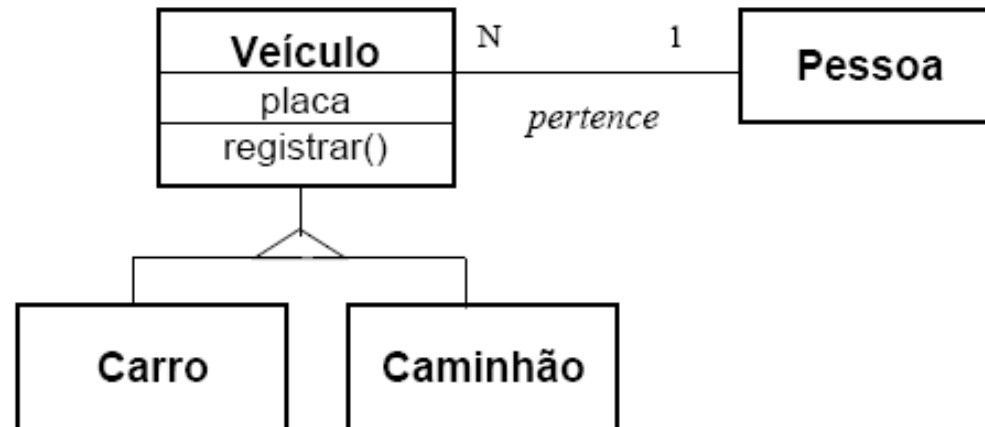 Veículo
placa
registrar()
N
1
pertence
Pessoa
Carro
Caminhão